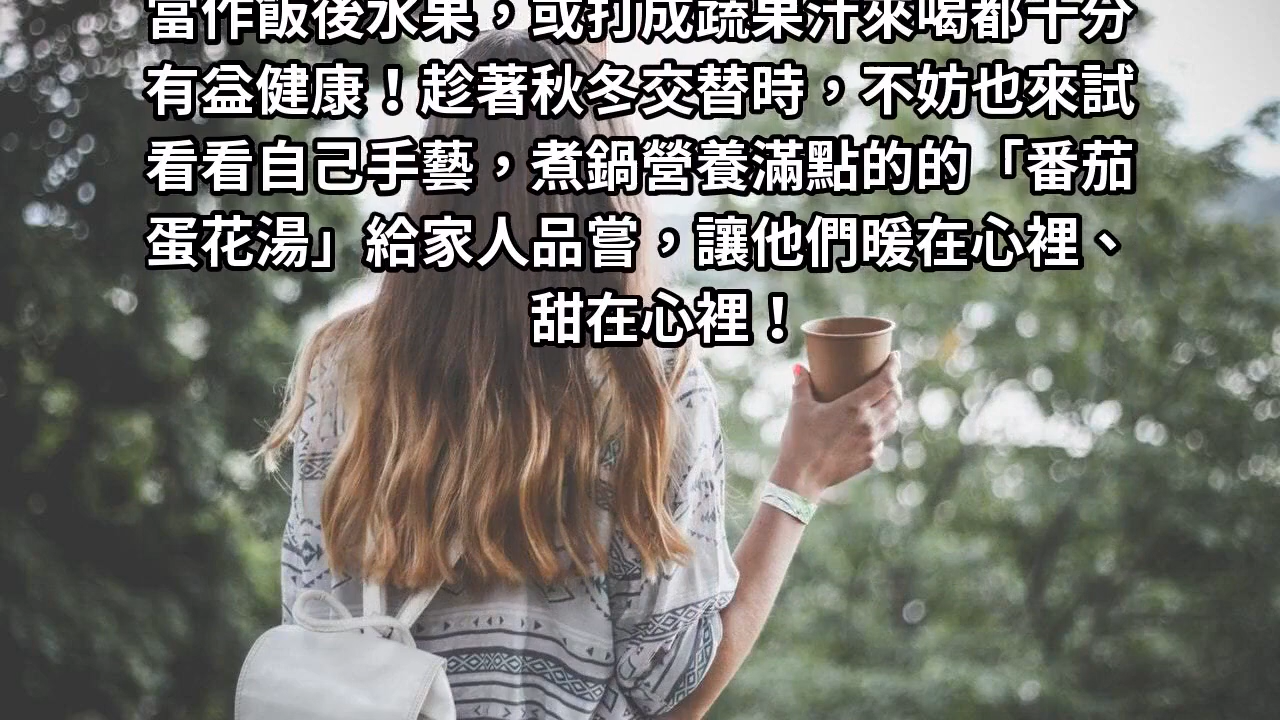 當作飯後水果，或打成蔬果汁來喝都十分
有益健康！趁著秋冬交替時，不妨也來試
看看自己手藝，煮鍋營養滿點的的「番茄
蛋花湯」給家人品嘗，讓他們暖在心裡、
甜在心裡！